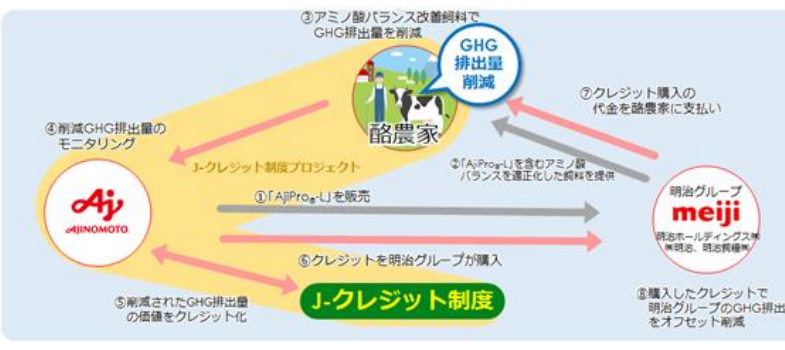 ③アミノ酸バランス改善飼料で
GHG排出量を削減
GHG
排出量
削減
酪農家
⑦クレジット購入の
代金を酪農家に支払い
④削減GHG排出量の
モニタリング
J-クレジット制度プロジェクト
②「AjiPro®-L」を含むアミノ酸
バランスを適正化した飼料を提供
①「AjiPro®-L」を販売
Aj
AJINOMOTO
明治グループ
meiji
明治ホールディングス㈱
㈱明治、明治飼糧㈱
⑥クレジットを明治グループが購入
⑤削減されたGHG排出量
の価値をクレジット化
J-クレジット制度
⑧購入したクレジットで
明治グループのGHG排出
をオフセット削減